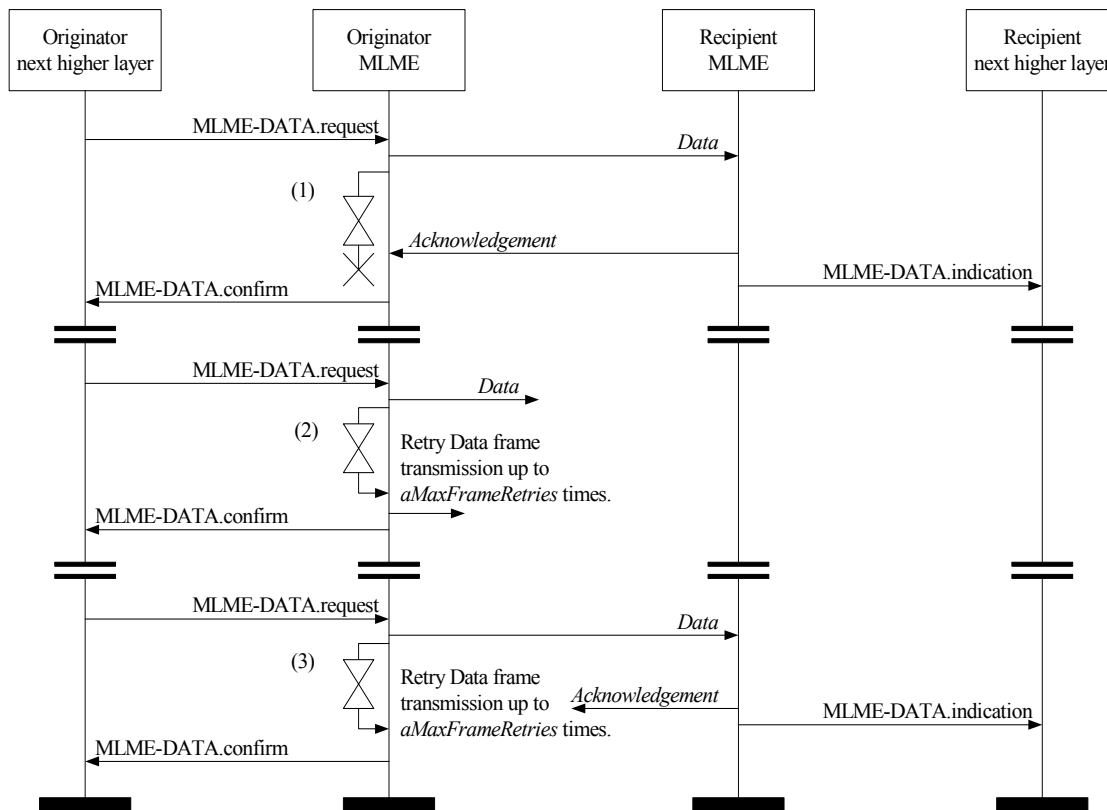 Originator
next higher layer
Originator
MLME
Recipient
MLME
Recipient
next higher layer
MLME-DATA.request
Data
(1)
Acknowledgement
MLME-DATA.indication
MLME-DATA.confirm
MLME-DATA.request
Data
(2)
Retry Data frame
transmission up to
aMaxFrameRetries times.
MLME-DATA.confirm
MLME-DATA.request
Data
(3)
Retry Data frame
transmission up to
aMaxFrameRetries times.
Acknowledgement
MLME-DATA.indication
MLME-DATA.confirm